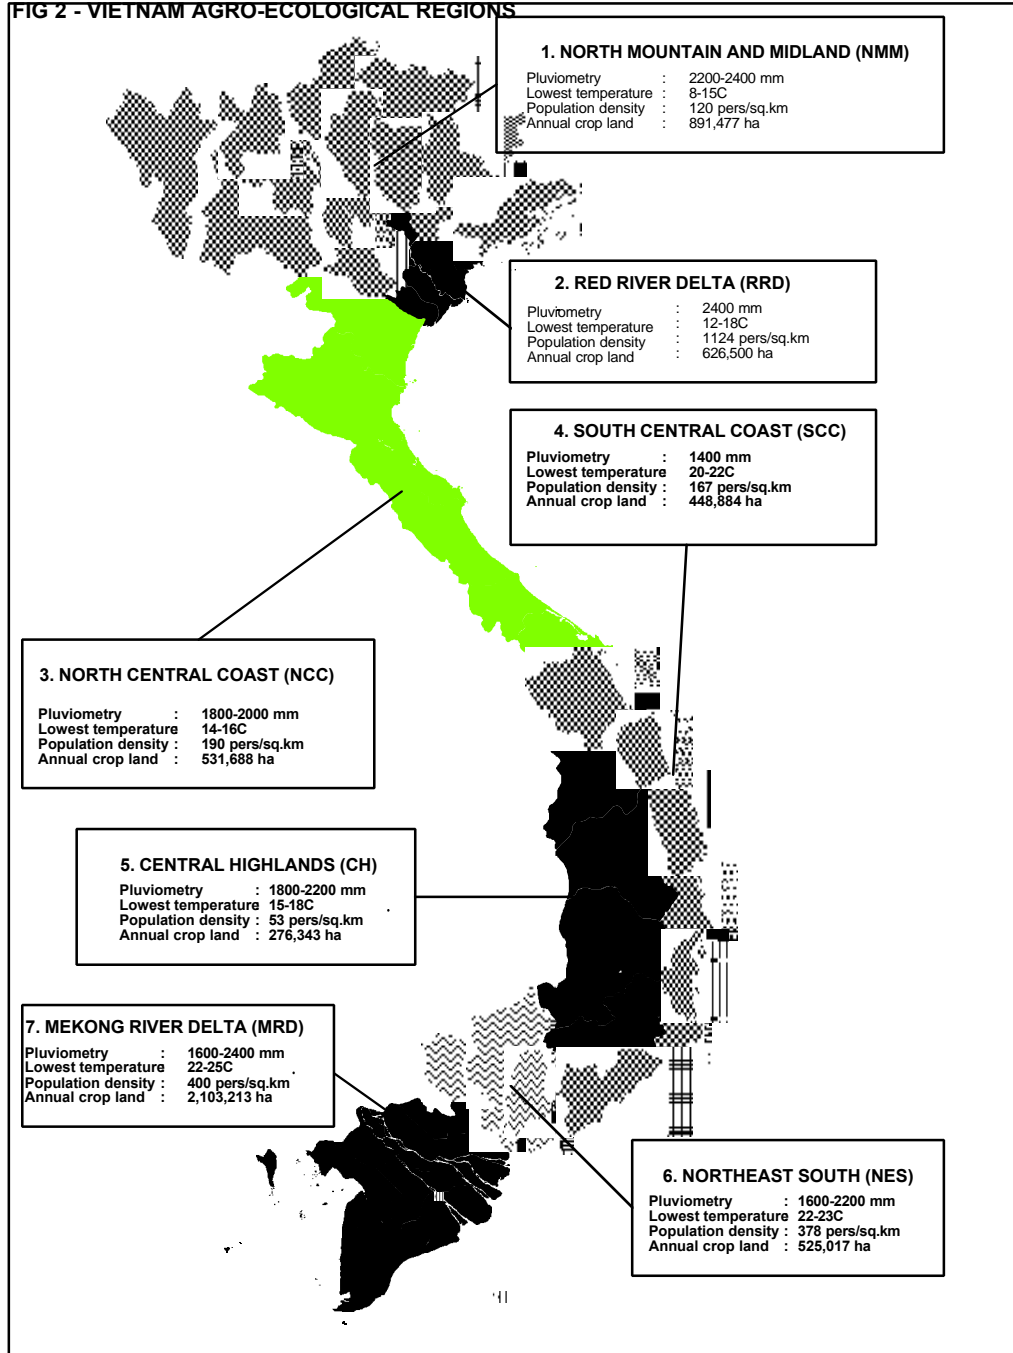 FIG 2 - VIETNAM AGRO-ECOLOGICAL REGIONS
1. NORTH MOUNTAIN AND MIDLAND (NMM)
Pluviometry : 2200-2400 mm
Lowest temperature : 8-15C
Population density : 120 pers/sq.km
Annual crop land : 891,477 ha
2. RED RIVER DELTA (RRD)
Pluviometry : 2400 mm
Lowest temperature : 12-18C
Population density : 1124 pers/sq.km
Annual crop land : 626,500 ha
4. SOUTH CENTRAL COAST (SCC)
Pluviometry : 1400 mm
Lowest temperature 20-22C
Population density : 167 pers/sq.km
Annual crop land : 448,884 ha
3. NORTH CENTRAL COAST (NCC)
Pluviometry : 1800-2000 mm
Lowest temperature 14-16C
Population density : 190 pers/sq.km
Annual crop land : 531,688 ha
5. CENTRAL HIGHLANDS (CH)
Pluviometry : 1800-2200 mm
Lowest temperature 15-18C
Population density : 53 pers/sq.km
Annual crop land : 276,343 ha
7. MEKONG RIVER DELTA (MRD)
Pluviometry : 1600-2400 mm
Lowest temperature 22-25C
Population density : 400 pers/sq.km
Annual crop land : 2,103,213 ha
6. NORTHEAST SOUTH (NES)
Pluviometry : 1600-2200 mm
Lowest temperature 22-23C
Population density : 378 pers/sq.km
Annual crop land : 525,017 ha